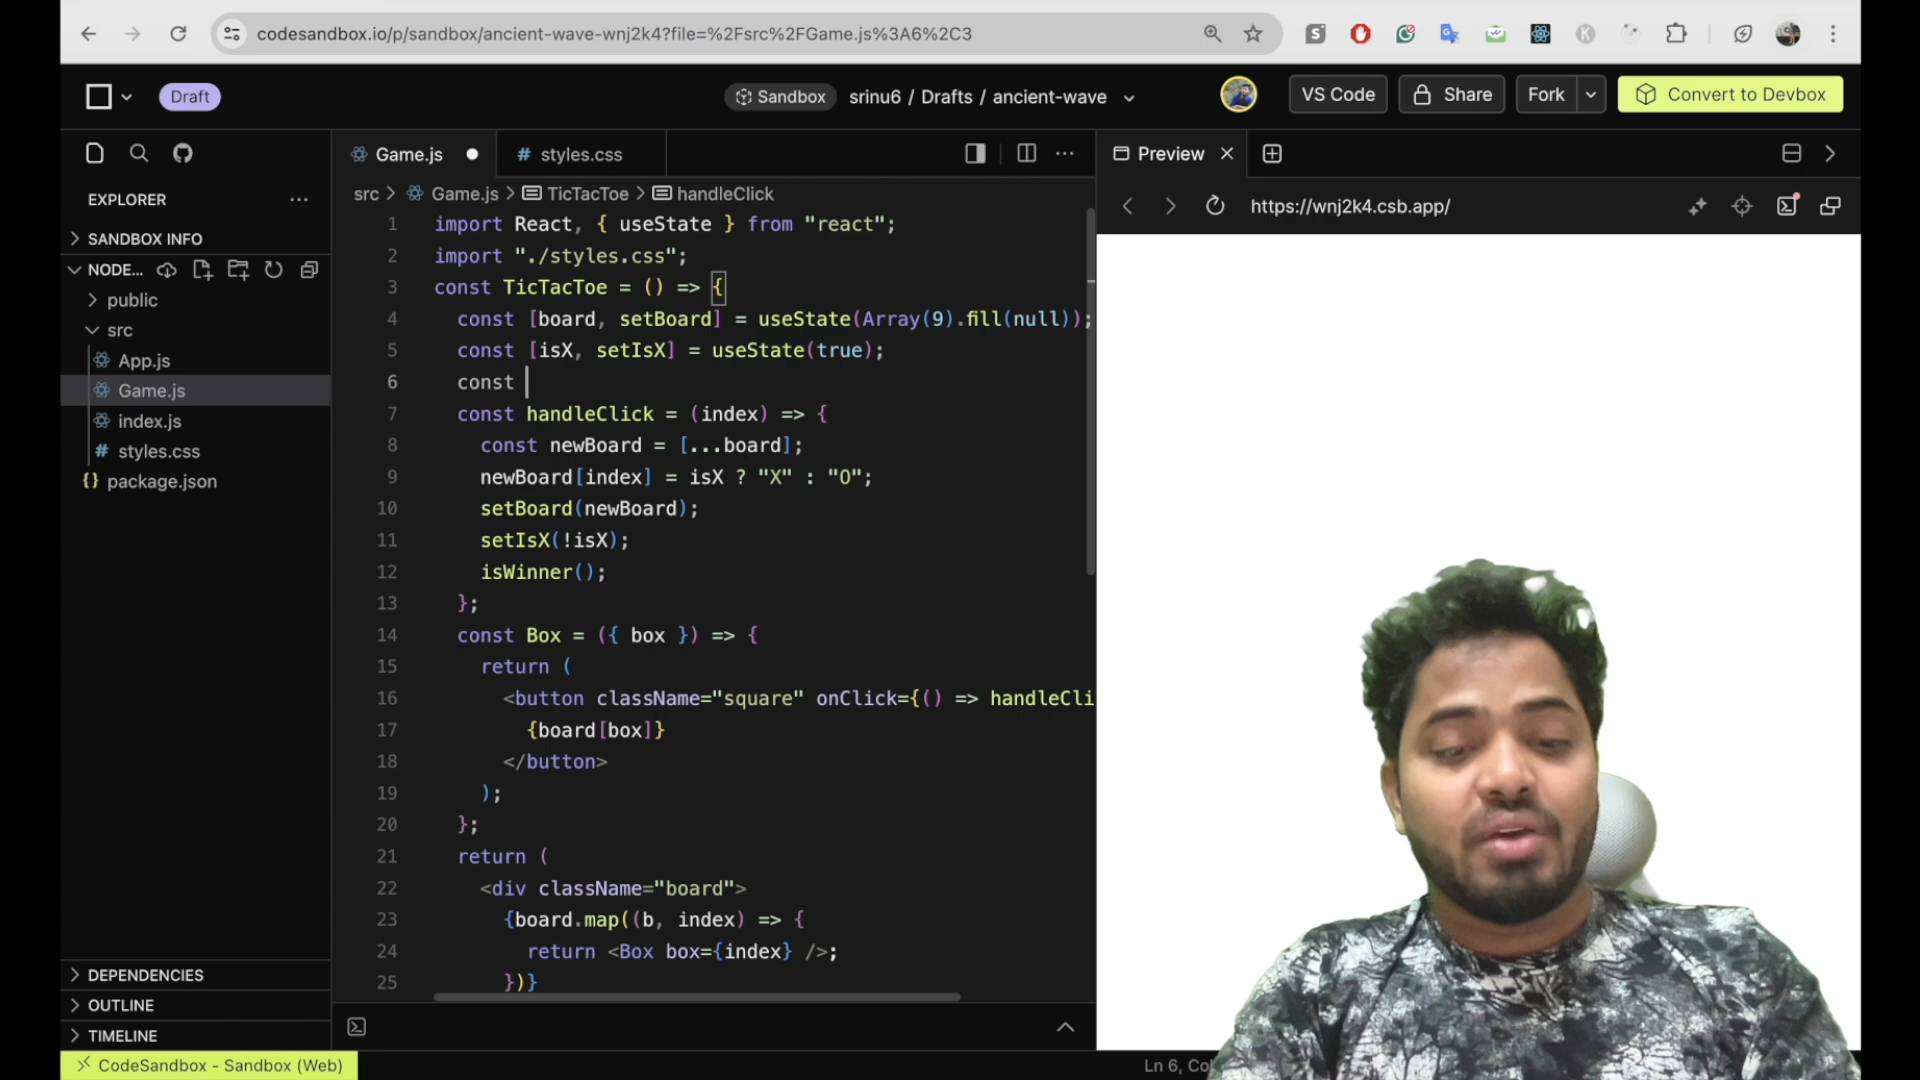 codesandbox.io/p/sandbox/ancient-wave-wnj2k4?file=%2Fsrc%2FGame.js%3A6%2C3
Draft
Sandbox
srinu6 / Drafts / ancient-wave
VS Code
Share
Fork
Convert to Devbox
EXPLORER
SANDBOX INFO
NODE...
public
src
App.js
Game.js
index.js
styles.css
package.json
DEPENDENCIES
OUTLINE
TIMELINE
CodeSandbox - Sandbox (Web)
Game.js
# styles.css
src > Game.js > TicTacToe > handleClick
1 import React, { useState } from "react";
2 import "./styles.css";
3 const TicTacToe = () => {
4 const [board, setBoard] = useState(Array(9).fill(null));
5 const [isX, setIsX] = useState(true);
6 const
7 const handleClick = (index) => {
8 const newBoard = [...board];
9 newBoard[index] = isX ? "X" : "O";
10 setBoard(newBoard);
11 setIsX(!isX);
12 isWinner();
13 };
14 const Box = ({ box }) => {
15 return (
16 <button className="square" onClick={() => handleCli
17 {board[box]}
18 </button>
19 );
20 };
21 return (
22 <div className="board">
23 {board.map((b, index) => {
24 return <Box box={index} />;
25 })}
Ln 6, Co
Preview
https://wnj2k4.csb.app/